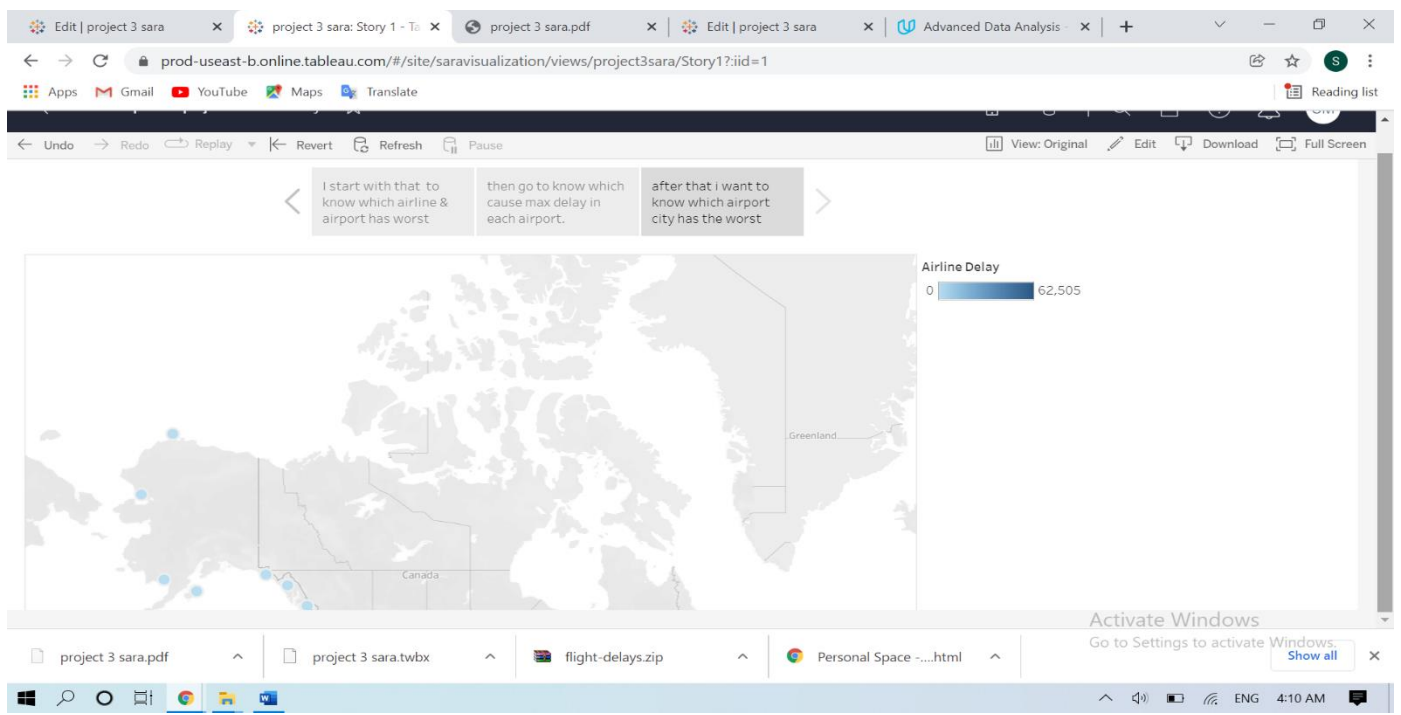 Edit | project 3 sara
project 3 sara: Story 1 - Ta
project 3 sara.pdf
Edit | project 3 sara
Advanced Data Analysis -
prod-useast-b.online.tableau.com/#/site/saravisualization/views/project3sara/Story1?:iid=1
S
Apps Gmail YouTube Maps Translate Reading list
Undo Redo Replay Revert Refresh Pause View: Original Edit Download Full Screen
I start with that to
know which airline &
airport has worst
then go to know which
cause max delay in
each airport.
after that i want to
know which airport
city has the worst
Airline Delay
0 62,505
Greenland
Canada
Activate Windows
Go to Settings to activate Windows.
project 3 sara.pdf
project 3 sara.twbx
flight-delays.zip
Personal Space -....html
Show all
ENG 4:10 AM